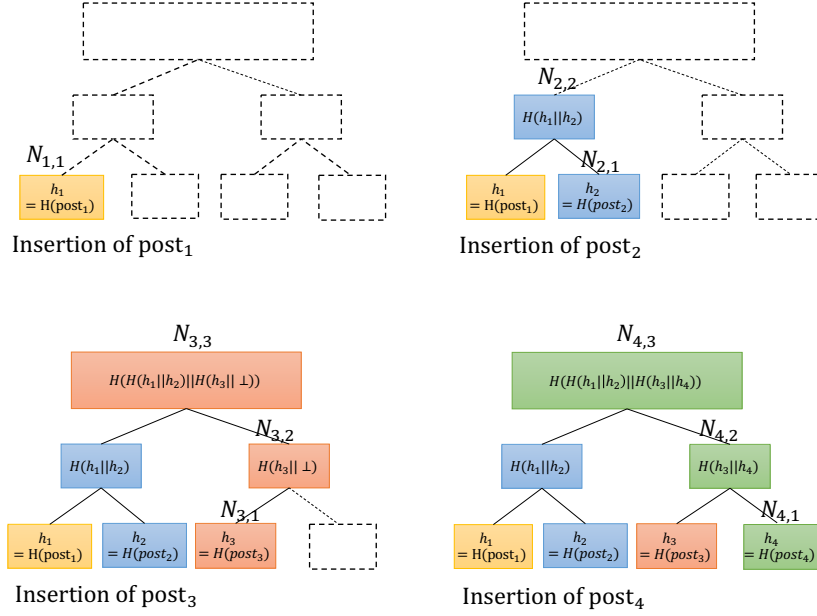 N₁,₁
h₁
= H(post₁)
Insertion of post₁
N₂,₂
H(h₁||h₂)
N₂,₁
h₁
= H(post₁)
h₂
= H(post₂)
Insertion of post₂
N₃,₃
H(H(h₁||h₂)||H(h₃|| ⊥))
N₃,₂
H(h₁||h₂)
H(h₃|| ⊥)
N₃,₁
h₁
= H(post₁)
h₂
= H(post₂)
h₃
= H(post₃)
Insertion of post₃
N₄,₃
H(H(h₁||h₂)||H(h₃||h₄))
N₄,₂
H(h₁||h₂)
H(h₃||h₄)
N₄,₁
h₁
= H(post₁)
h₂
= H(post₂)
h₃
= H(post₃)
h₄
= H(post₄)
Insertion of post₄